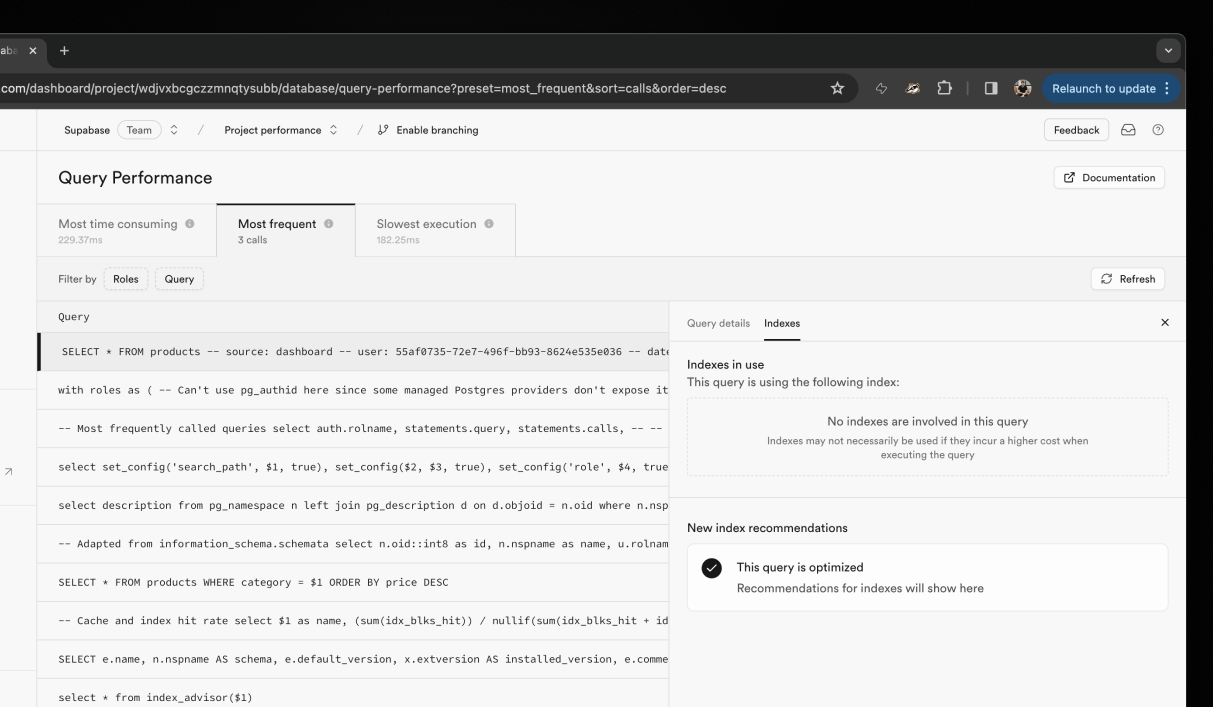 aba
com/dashboard/project/wdjvxbcgczzmnqtysubb/database/query-performance?preset=most_frequent&sort=calls&order=desc
Relaunch to update
Supabase Team / Project performance / Enable branching
Feedback
Query Performance
Documentation
Most time consuming
229.37ms
Most frequent
3 calls
Slowest execution
182.25ms
Filter by Roles Query
Refresh
Query
SELECT * FROM products -- source: dashboard -- user: 55af0735-72e7-496f-bb93-8624e535e036 -- date
with roles as ( -- Can't use pg_authid here since some managed Postgres providers don't expose it
-- Most frequently called queries select auth.rolname, statements.query, statements.calls, -- --
select set_config('search_path', $1, true), set_config($2, $3, true), set_config('role', $4, true
select description from pg_namespace n left join pg_description d on d.objoid = n.oid where n.nsp
-- Adapted from information_schema.schemata select n.oid::int8 as id, n.nspname as name, u.rolnam
SELECT * FROM products WHERE category = $1 ORDER BY price DESC
-- Cache and index hit rate select $1 as name, (sum(idx_blks_hit)) / nullif(sum(idx_blks_hit + id
SELECT e.name, n.nspname AS schema, e.default_version, x.extversion AS installed_version, e.comme
select * from index_advisor($1)
Query details Indexes
Indexes in use
This query is using the following index:
No indexes are involved in this query
Indexes may not necessarily be used if they incur a higher cost when
executing the query
New index recommendations
This query is optimized
Recommendations for indexes will show here